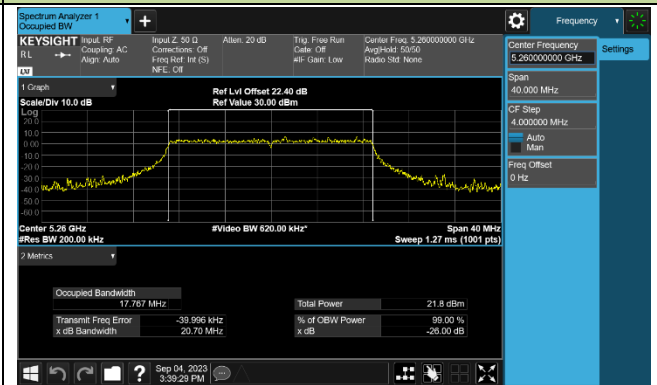 Spectrum Analyzer 1
Occupied BW
Frequency
KEYSIGHT
RL
LXI
Input: RF
Coupling: AC
Align: Auto
Input Z: 50 Ω
Corrections: Off
Freq Ref: Int (S)
NFE: Off
Atten: 20 dB
Trig: Free Run
Gate: Off
#IF Gain: Low
Center Freq: 5.260000000 GHz
Avg|Hold: 50/50
Radio Std: None
Center Frequency
5.260000000 GHz
Settings
Span
40.000 MHz
CF Step
4.000000 MHz
Auto
Man
Freq Offset
0 Hz
1 Graph
Scale/Div 10.0 dB
Ref Lvl Offset 22.40 dB
Ref Value 30.00 dBm
Log
20.0
10.0
0.00
-10.0
-20.0
-30.0
-40.0
-50.0
-60.0
Center 5.26 GHz
#Res BW 200.00 kHz
#Video BW 620.00 kHz*
Span 40 MHz
Sweep 1.27 ms (1001 pts)
2 Metrics
Occupied Bandwidth
17.767 MHz
Total Power 21.8 dBm
Transmit Freq Error -39.996 kHz
% of OBW Power 99.00 %
x dB Bandwidth 20.70 MHz
x dB -26.00 dB
Sep 04, 2023
3:39:29 PM